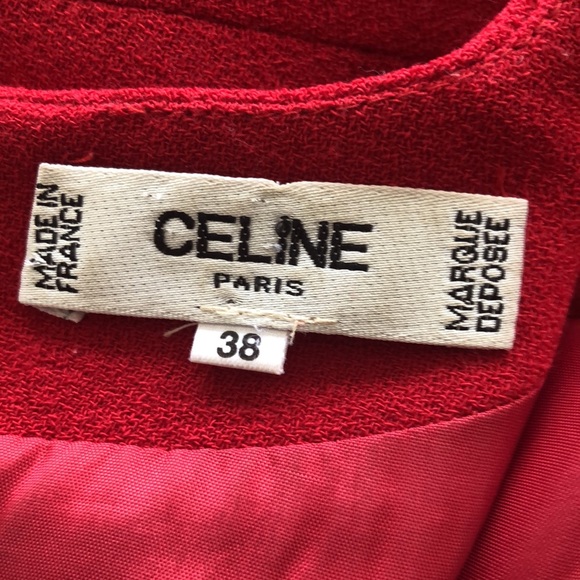 MADE IN
FRANCE
CELINE
PARIS
MARQUE
DEPOSEE
38